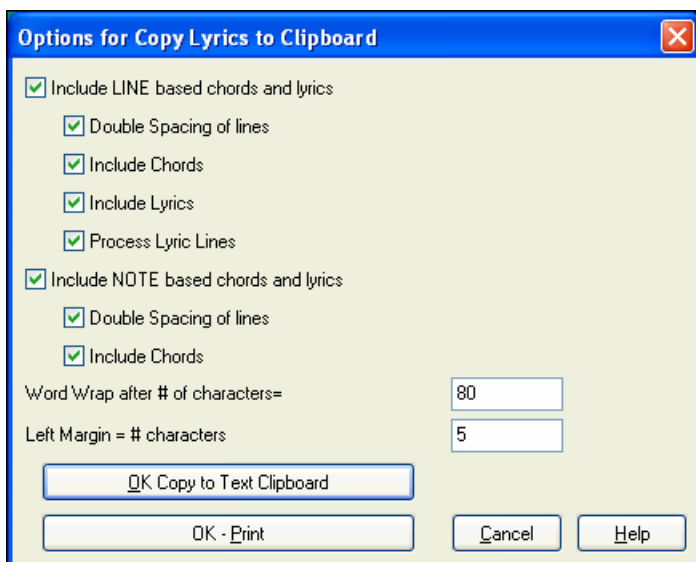 Options for Copy Lyrics to Clipboard
Include LINE based chords and lyrics
Double Spacing of lines
Include Chords
Include Lyrics
Process Lyric Lines
Include NOTE based chords and lyrics
Double Spacing of lines
Include Chords
Word Wrap after # of characters= 80
Left Margin = # characters 5
OK Copy to Text Clipboard
OK - Print Cancel Help